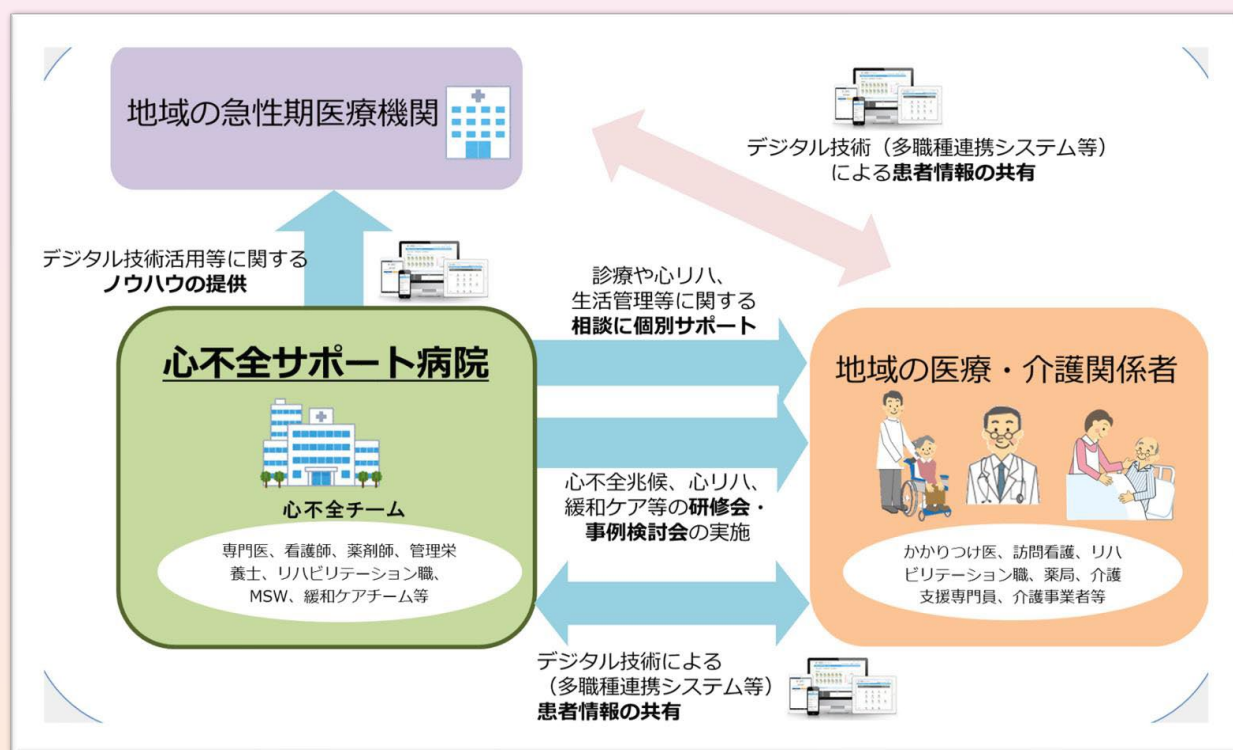 地域の急性期医療機関
デジタル技術（多職種連携システム等）
による患者情報の共有
デジタル技術活用等に関する
ノウハウの提供
診療や心リハ、
生活管理等に関する
相談に個別サポート
心不全サポート病院
心不全チーム
専門医、看護師、薬剤師、管理栄
養士、リハビリテーション職、
MSW、緩和ケアチーム等
地域の医療・介護関係者
かかりつけ医、訪問看護、リハ
ビリテーション職、薬局、介護
支援専門員、介護事業者等
心不全兆候、心リハ、
緩和ケア等の研修会・
事例検討会の実施
デジタル技術による
（多職種連携システム等）
患者情報の共有